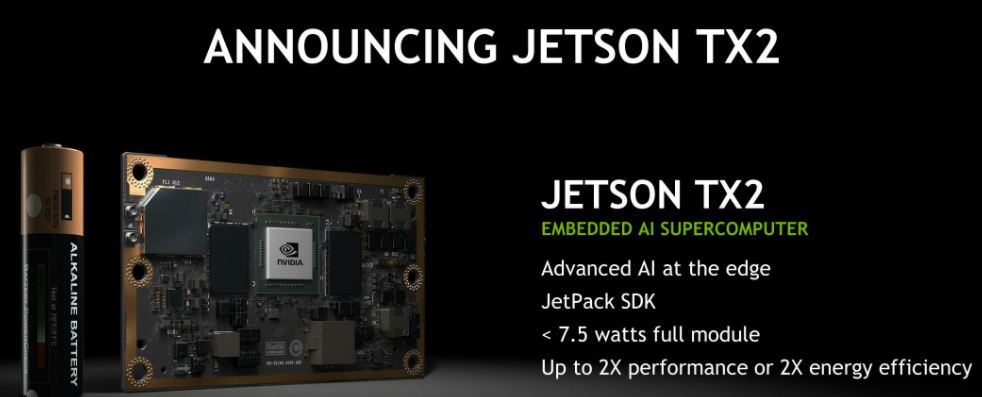 ANNOUNCING JETSON TX2
JETSON TX2
EMBEDDED AI SUPERCOMPUTER
Advanced AI at the edge
JetPack SDK
< 7.5 watts full module
Up to 2X performance or 2X energy efficiency
ALKALINE BATTERY
NVIDIA